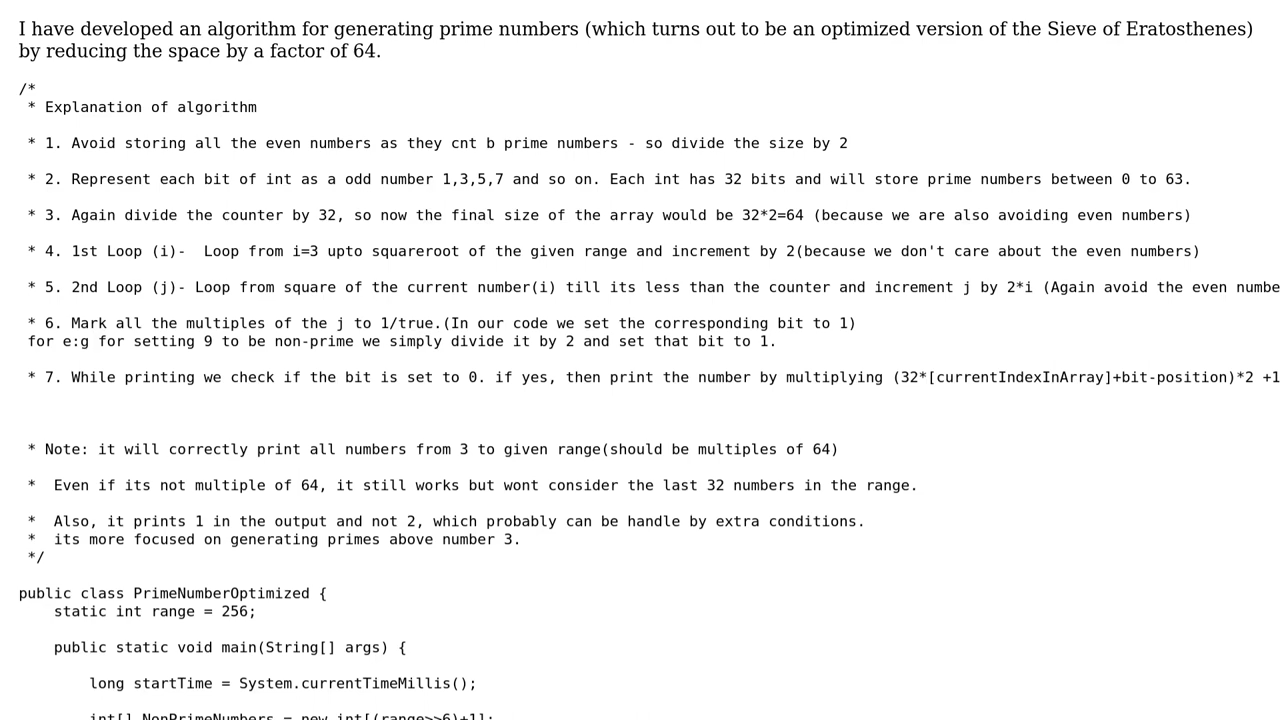 I have developed an algorithm for generating prime numbers (which turns out to be an optimized version of the Sieve of Eratosthenes)
by reducing the space by a factor of 64.
/*
* Explanation of algorithm
* 1. Avoid storing all the even numbers as they cnt b prime numbers - so divide the size by 2
* 2. Represent each bit of int as a odd number 1,3,5,7 and so on. Each int has 32 bits and will store prime numbers between 0 to 63.
* 3. Again divide the counter by 32, so now the final size of the array would be 32*2=64 (because we are also avoiding even numbers)
* 4. 1st Loop (i)-  Loop from i=3 upto squareroot of the given range and increment by 2(because we don't care about the even numbers)
* 5. 2nd Loop (j)- Loop from square of the current number(i) till its less than the counter and increment j by 2*i (Again avoid the even numbe
* 6. Mark all the multiples of the j to 1/true.(In our code we set the corresponding bit to 1)
for e:g for setting 9 to be non-prime we simply divide it by 2 and set that bit to 1.
* 7. While printing we check if the bit is set to 0. if yes, then print the number by multiplying (32*[currentIndexInArray]+bit-position)*2 +1
* Note: it will correctly print all numbers from 3 to given range(should be multiples of 64)
*  Even if its not multiple of 64, it still works but wont consider the last 32 numbers in the range.
*  Also, it prints 1 in the output and not 2, which probably can be handle by extra conditions.
*  its more focused on generating primes above number 3.
*/
public class PrimeNumberOptimized {
static int range = 256;
public static void main(String[] args) {
long startTime = System.currentTimeMillis();
int[] NonPrimeNumbers = new int[(range>>6)+1];